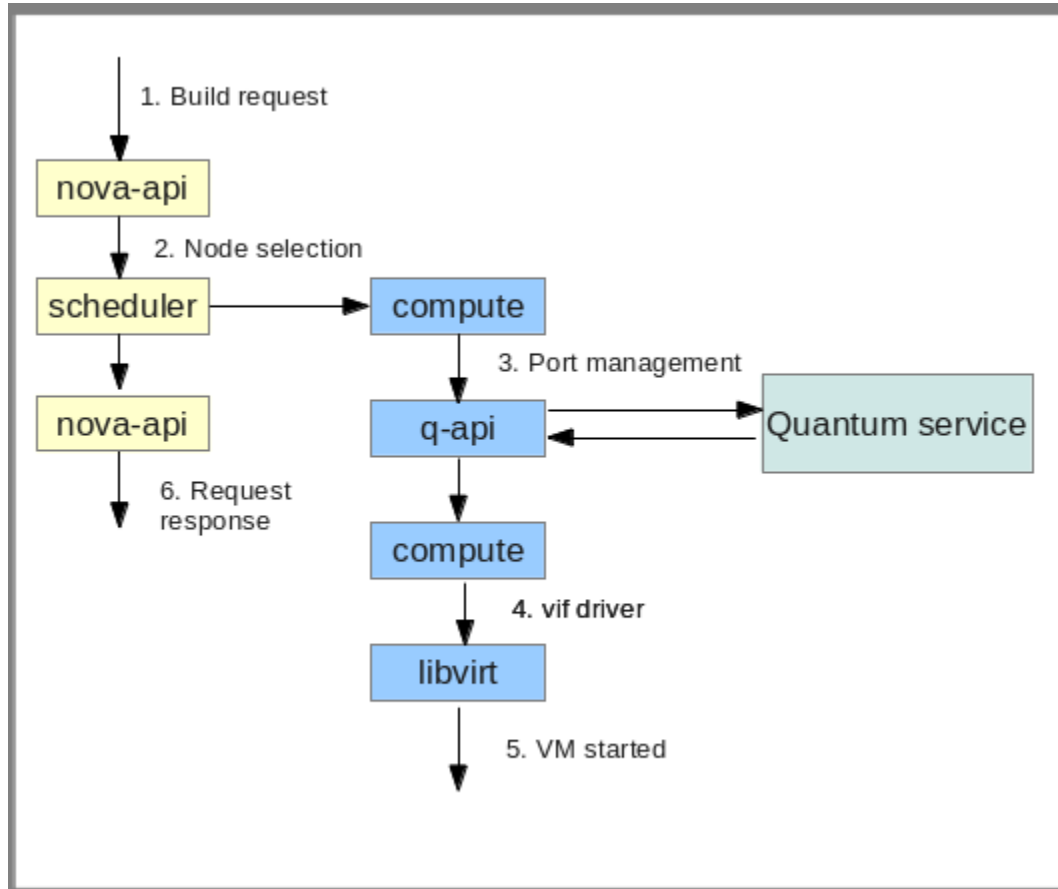 1. Build request
nova-api
2. Node selection
scheduler
compute
3. Port management
nova-api
q-api
Quantum service
6. Request
response
compute
4. vif driver
libvirt
5. VM started